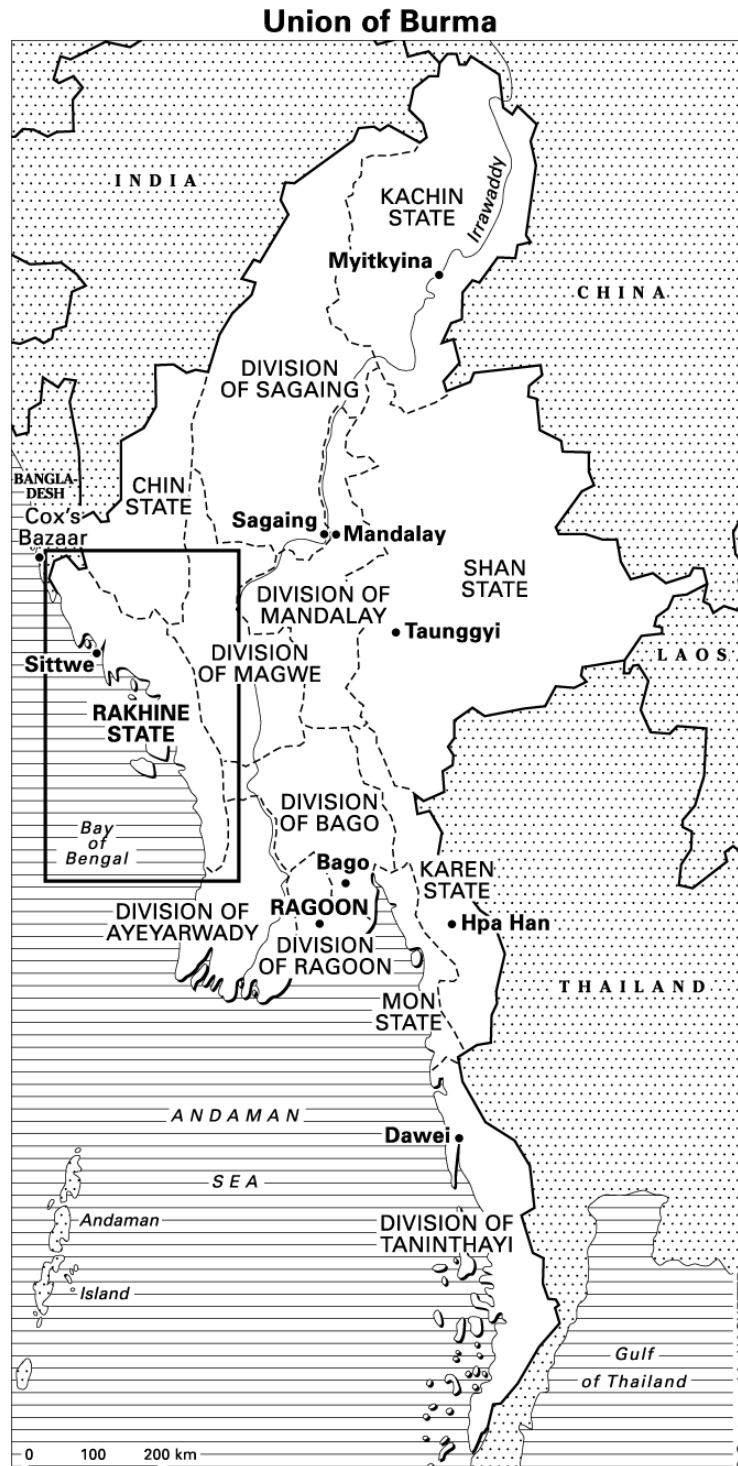 Union of Burma
INDIA
KACHIN
STATE
Irrawaddy
Myitkyina
CHINA
DIVISION
OF SAGAING
CHIN
STATE
BANGLA-
DESH
Cox's
Bazaar
Sagaing
Mandalay
SHAN
STATE
DIVISION OF
MANDALAY
Taunggyi
Sittwe
DIVISION
OF MAGWE
LAOS
RAKHINE
STATE
DIVISION
OF BAGO
Bay
of
Bengal
Bago
KAREN
STATE
RAGOON
DIVISION OF
AYEYARWADY
Hpa Han
DIVISION
OF RAGOON
THAILAND
MON
STATE
ANDAMAN
SEA
Dawei
Andaman
Island
DIVISION OF
TANINTHAYI
Gulf
of Thailand
0 100 200 km